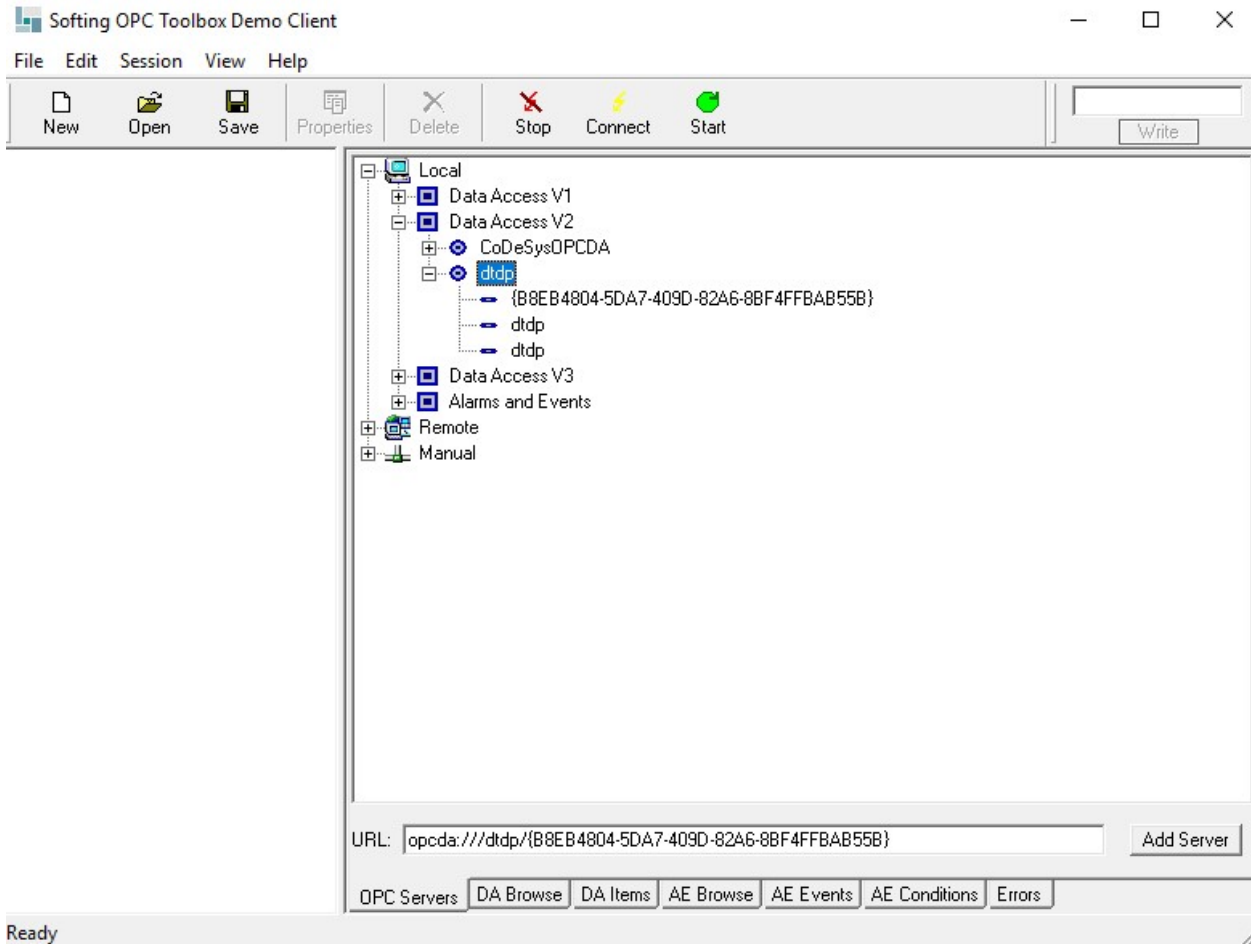 Softing OPC Toolbox Demo Client
File Edit Session View Help
New Open Save Properties Delete Stop Connect Start
Write
Local
Data Access V1
Data Access V2
CoDeSysOPCDA
dtdp
{B8EB4804-5DA7-409D-82A6-8BF4FFBAB55B}
dtdp
dtdp
Data Access V3
Alarms and Events
Remote
Manual
URL: opcda:///dtdp/{B8EB4804-5DA7-409D-82A6-8BF4FFBAB55B} Add Server
OPC Servers DA Browse DA Items AE Browse AE Events AE Conditions Errors
Ready